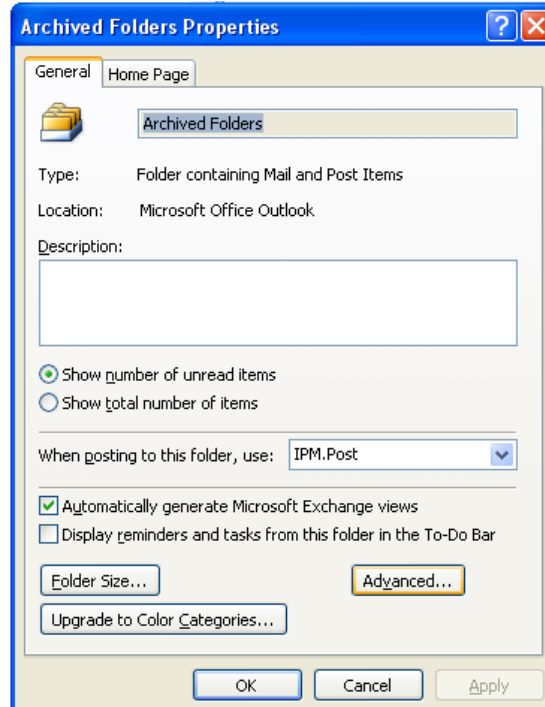 Archived Folders Properties
General Home Page
Archived Folders
Type: Folder containing Mail and Post Items
Location: Microsoft Office Outlook
Description:
Show number of unread items
Show total number of items
When posting to this folder, use: IPM.Post
Automatically generate Microsoft Exchange views
Display reminders and tasks from this folder in the To-Do Bar
Folder Size... Advanced...
Upgrade to Color Categories...
OK Cancel Apply